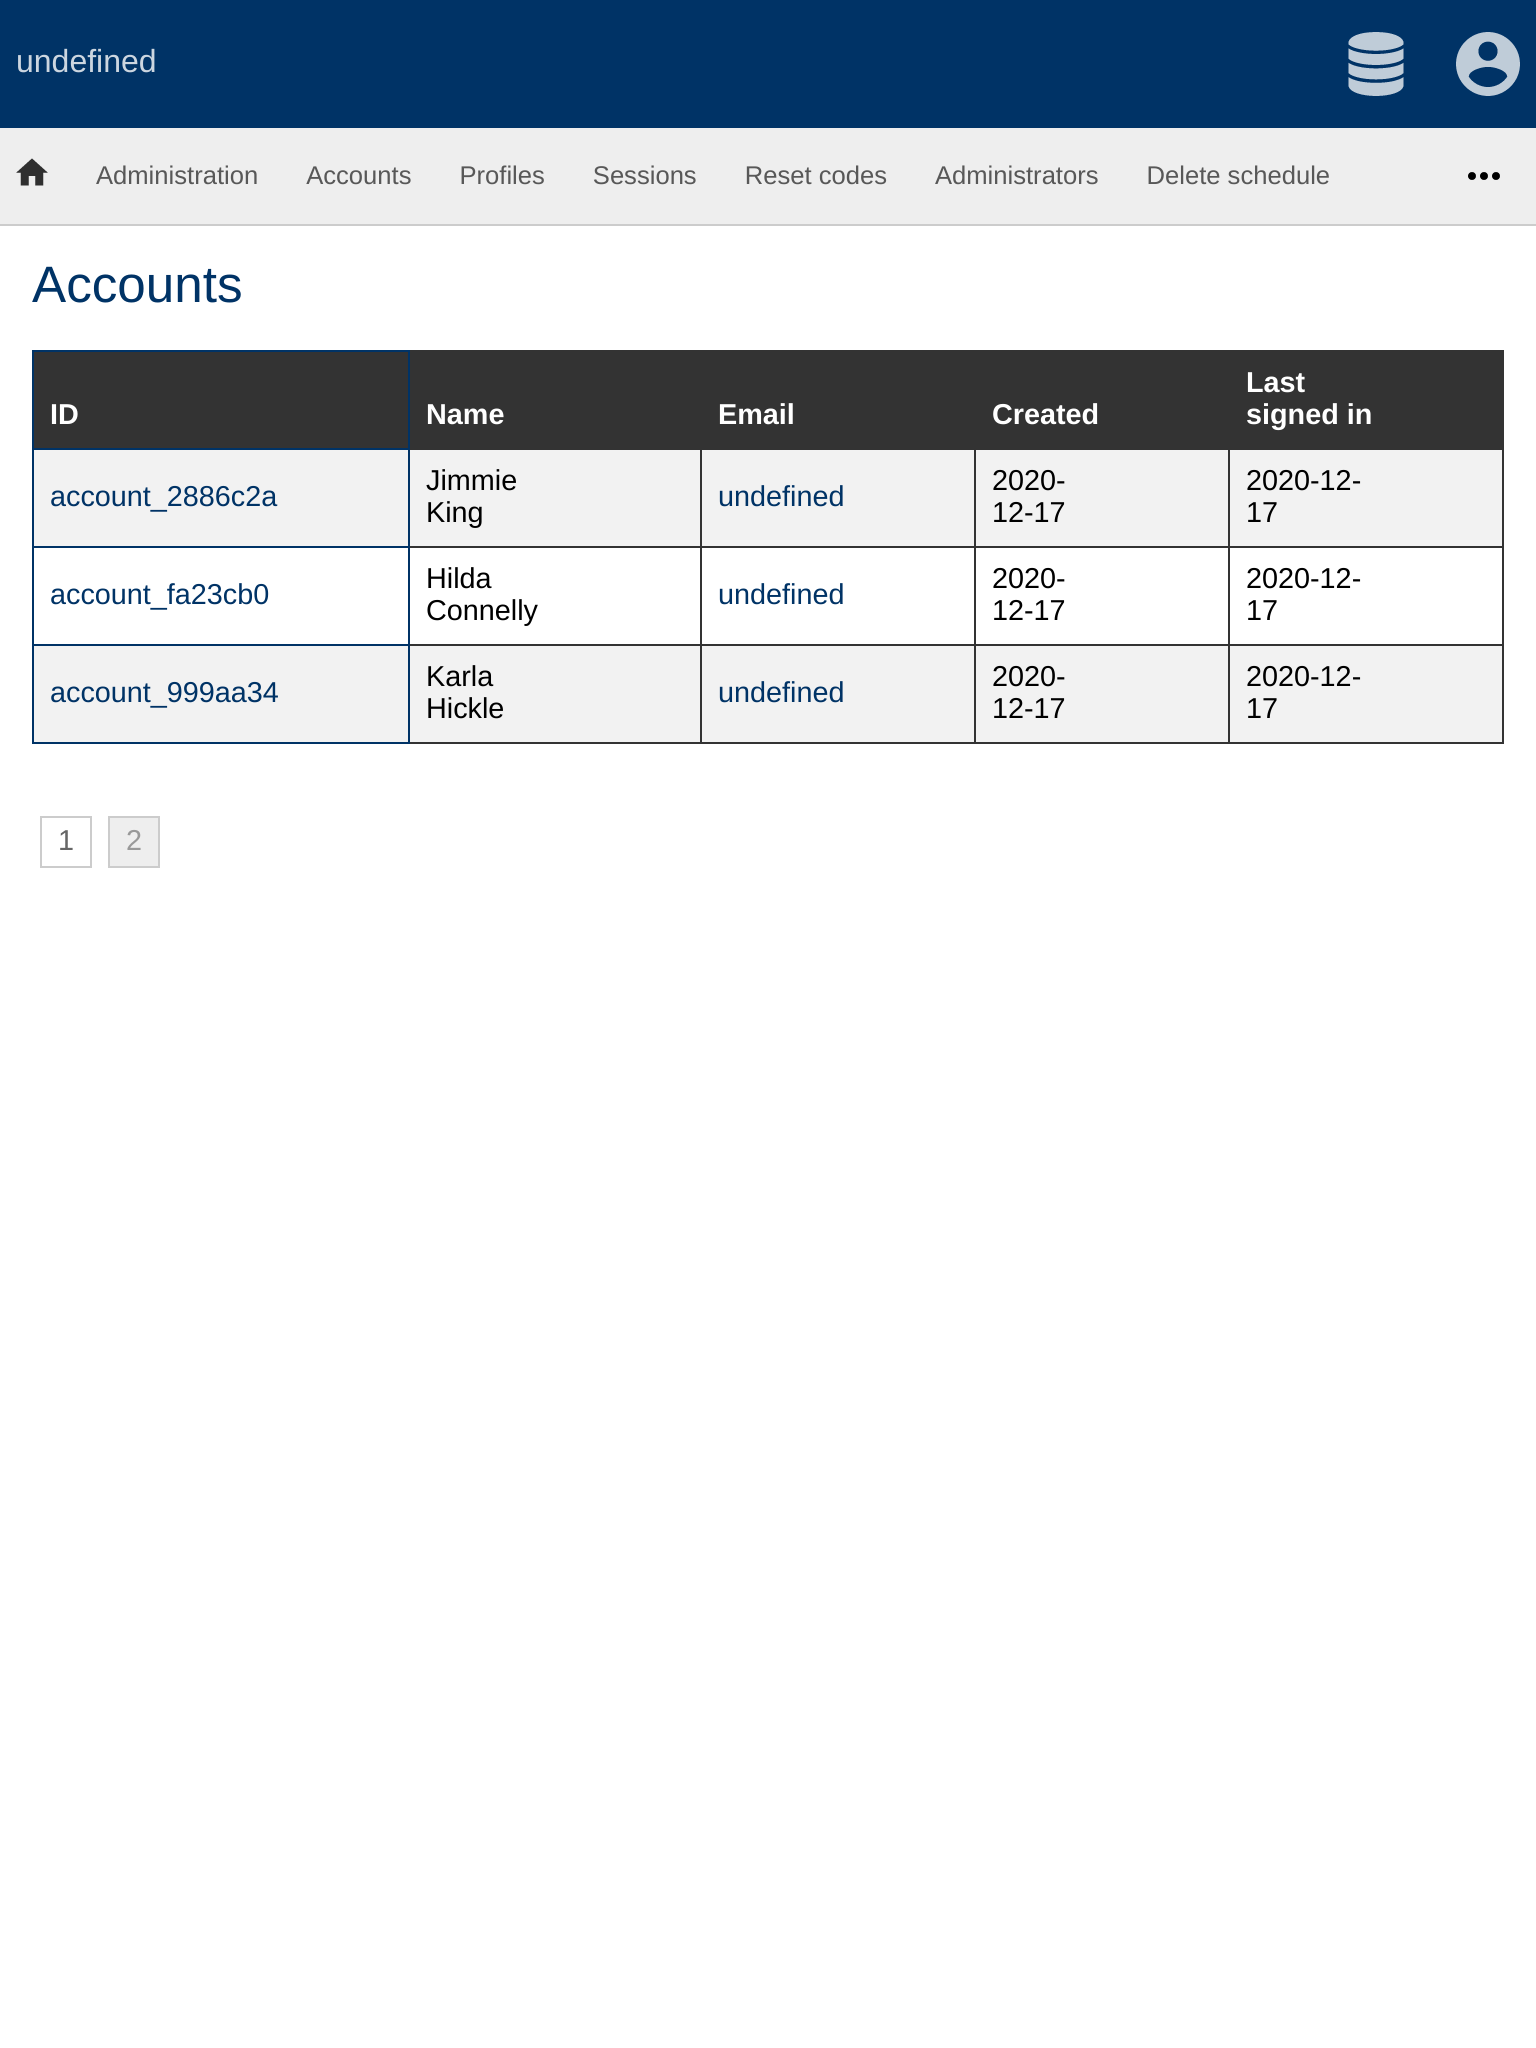 undefined
Administration Accounts Profiles Sessions Reset codes Administrators Delete schedule
Accounts
ID Name Email Created Last signed in
account_2886c2a Jimmie King undefined 2020-12-17 2020-12-17
account_fa23cb0 Hilda Connelly undefined 2020-12-17 2020-12-17
account_999aa34 Karla Hickle undefined 2020-12-17 2020-12-17
1 2